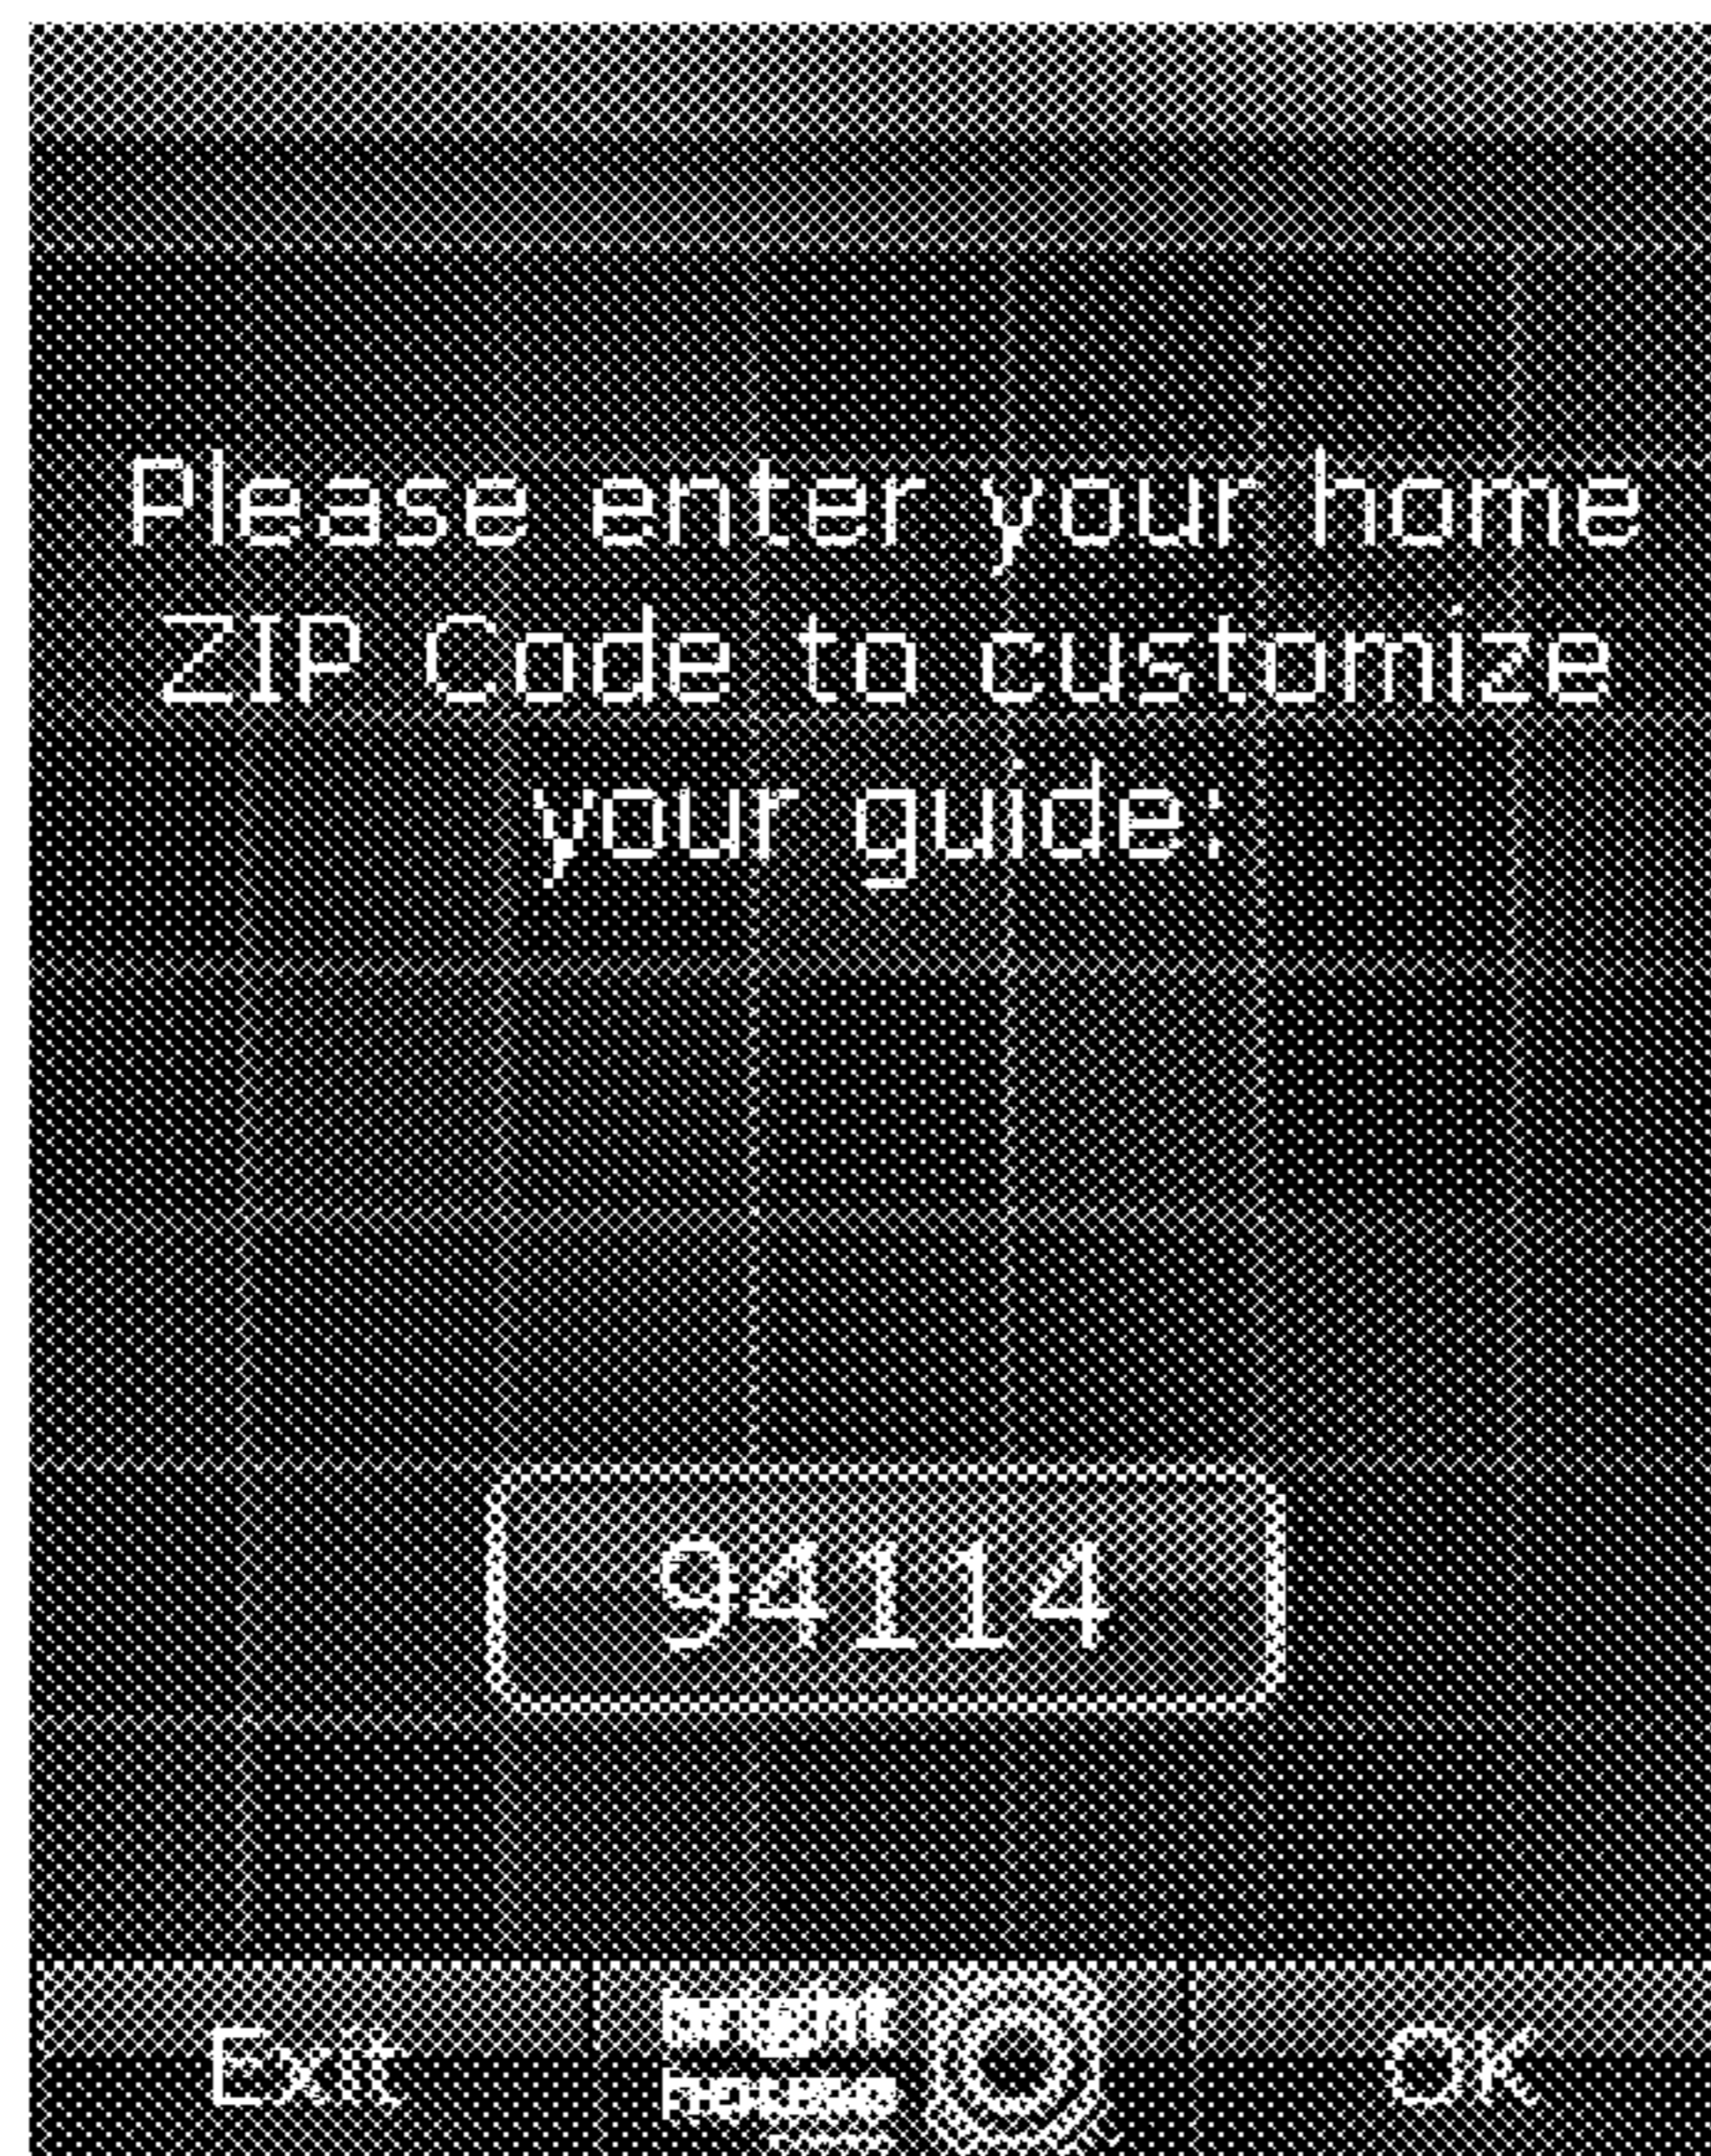 Please enter your home
ZIP Code to customize
your guide:
94114
Exit
OK